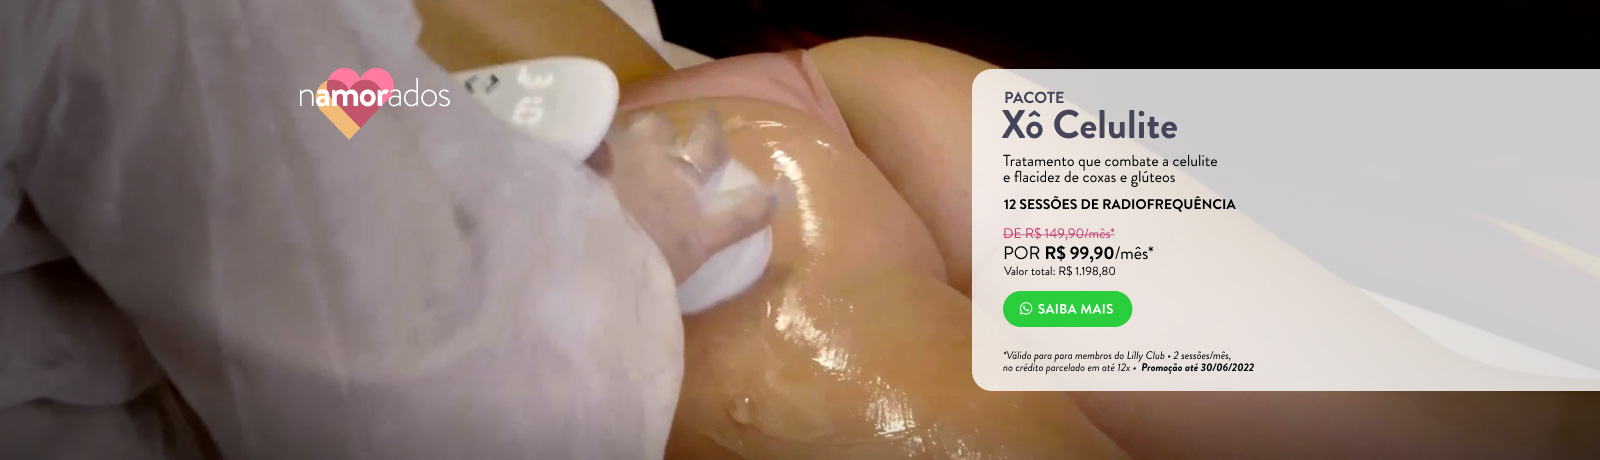 namorados
PACOTE
Xô Celulite
Tratamento que combate a celulite
e flacidez de coxas e glúteos
12 SESSÕES DE RADIOFREQUÊNCIA
DE R$ 149,90/mês*
POR R$ 99,90/mês*
Valor total: R$ 1.198,80
SAIBA MAIS
*Válido para para membros do Lilly Club • 2 sessões/mês,
no crédito parcelado em até 12x • Promoção até 30/06/2022